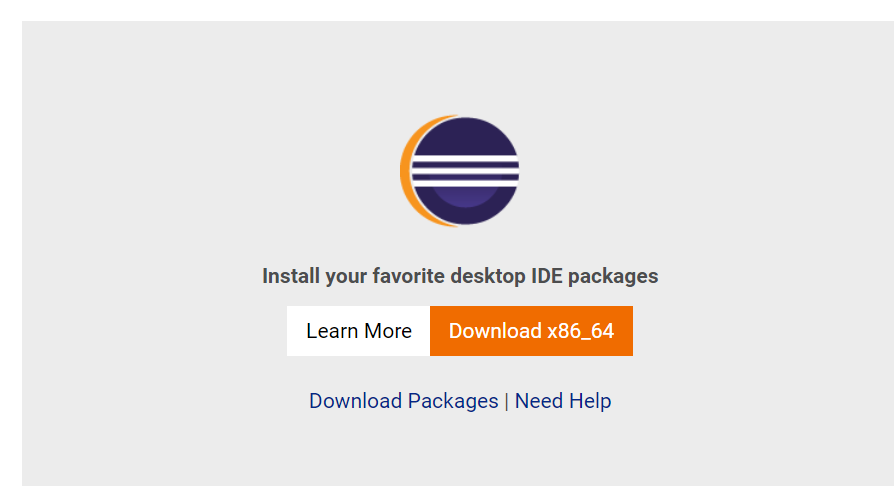 Install your favorite desktop IDE packages
Learn More Download x86_64
Download Packages | Need Help